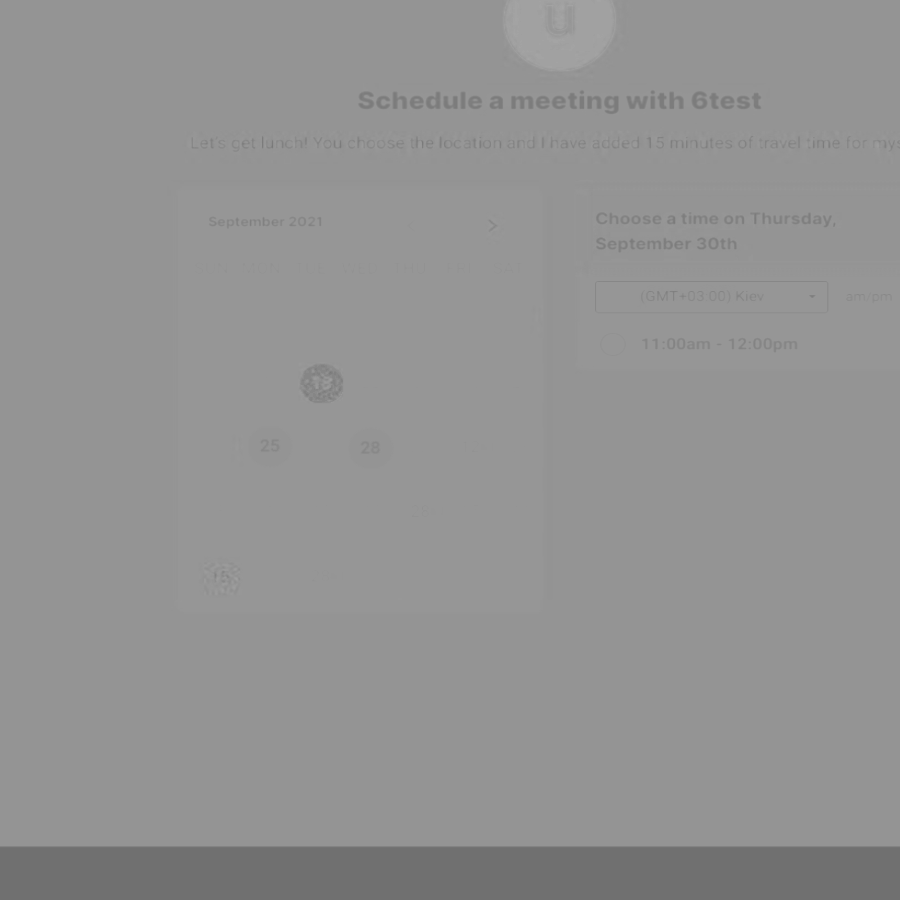 U
Schedule a meeting with 6test
Let's get lunch! You choose the location and I have added 15 minutes of travel time for mys
September 2021
Choose a time on Thursday,
September 30th
(GMT+03:00) Kiev
am/pm
11:00am - 12:00pm
25
28